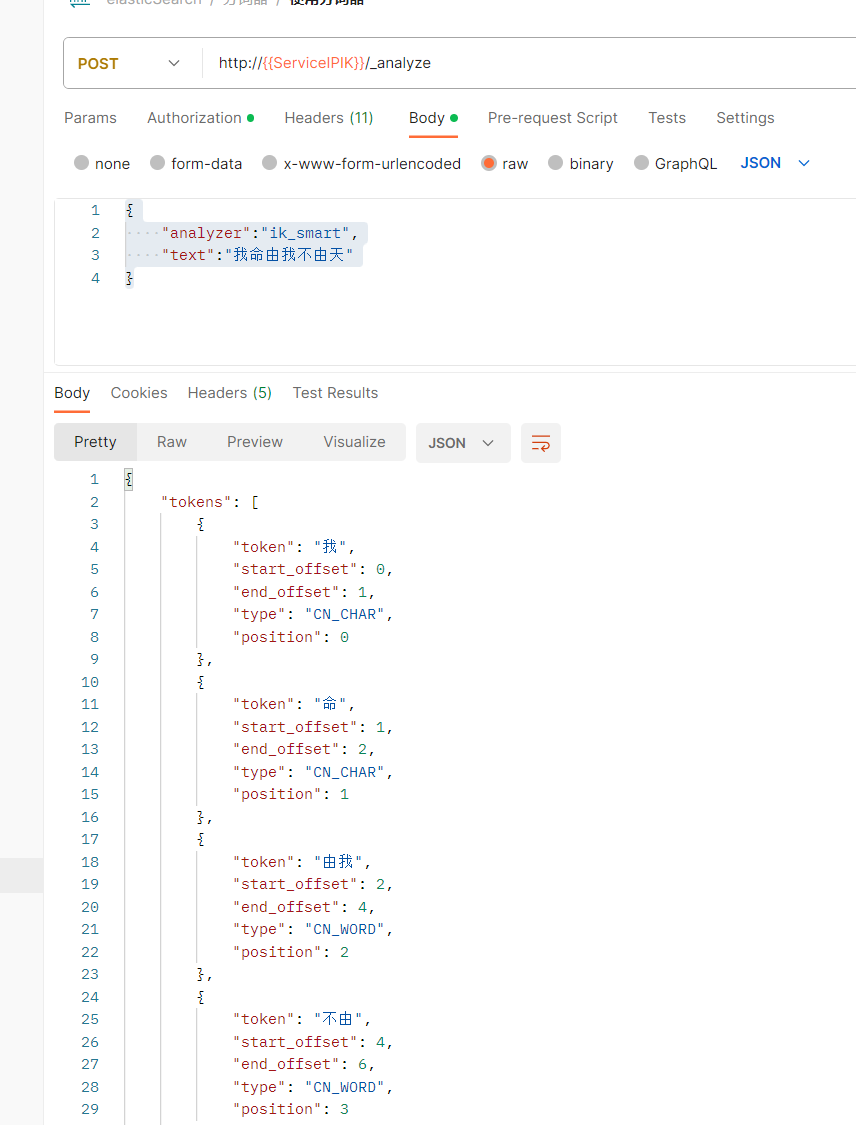 elasticSearch / 分词器 / 使用分词器
POST http://{{ServiceIPIK}}/_analyze
Params Authorization Headers (11) Body Pre-request Script Tests Settings
none form-data x-www-form-urlencoded raw binary GraphQL JSON
1 {
2 ····"analyzer":"ik_smart",
3 ····"text":"我命由我不由天"
4 }
Body Cookies Headers (5) Test Results
Pretty Raw Preview Visualize JSON
1 {
2 "tokens": [
3 {
4 "token": "我",
5 "start_offset": 0,
6 "end_offset": 1,
7 "type": "CN_CHAR",
8 "position": 0
9 },
10 {
11 "token": "命",
12 "start_offset": 1,
13 "end_offset": 2,
14 "type": "CN_CHAR",
15 "position": 1
16 },
17 {
18 "token": "由我",
19 "start_offset": 2,
20 "end_offset": 4,
21 "type": "CN_WORD",
22 "position": 2
23 },
24 {
25 "token": "不由",
26 "start_offset": 4,
27 "end_offset": 6,
28 "type": "CN_WORD",
29 "position": 3